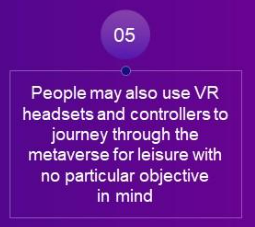 05
People may also use VR
headsets and controllers to
journey through the
metaverse for leisure with
no particular objective
in mind